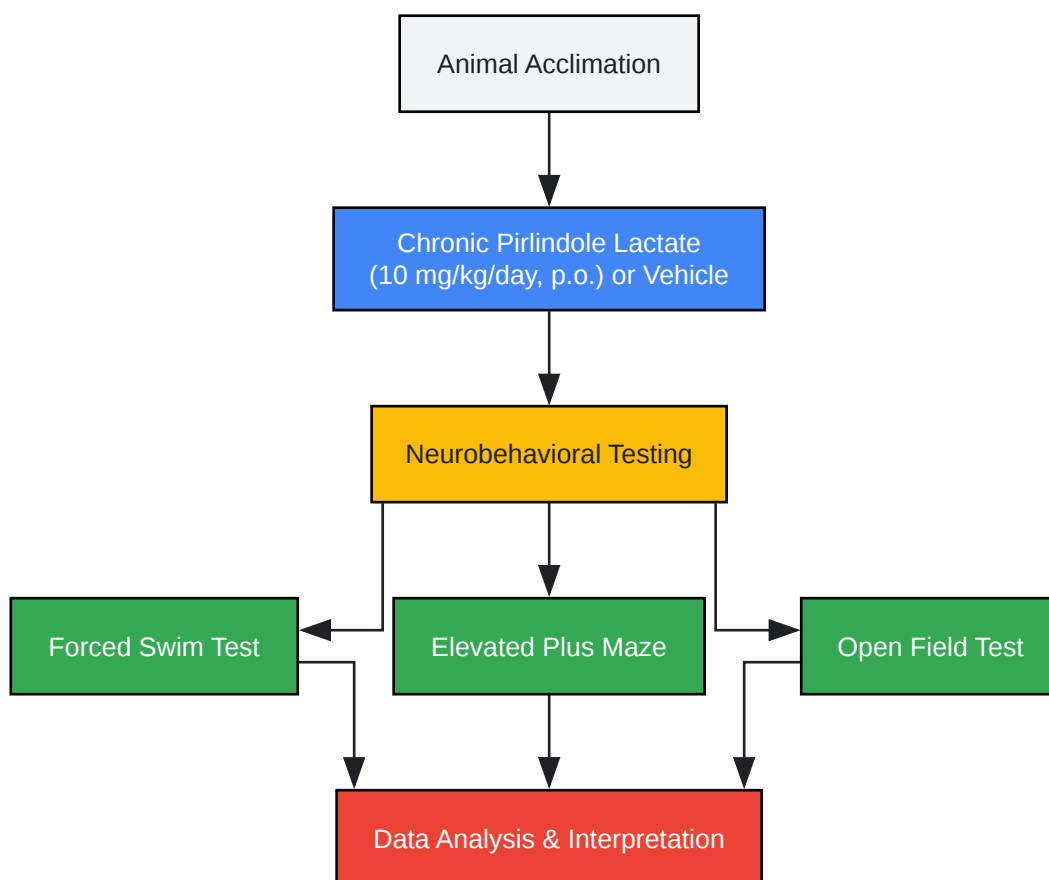 Animal Acclimation
Chronic Pirlindole Lactate
(10 mg/kg/day, p.o.) or Vehicle
Neurobehavioral Testing
Forced Swim Test
Elevated Plus Maze
Open Field Test
Data Analysis & Interpretation